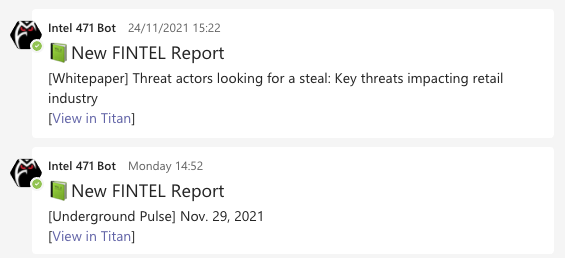 Intel 471 Bot 24/11/2021 15:22
📗New FINTEL Report
[Whitepaper] Threat actors looking for a steal: Key threats impacting retail
industry
[View in Titan]
Intel 471 Bot Monday 14:52
📗New FINTEL Report
[Underground Pulse] Nov. 29, 2021
[View in Titan]